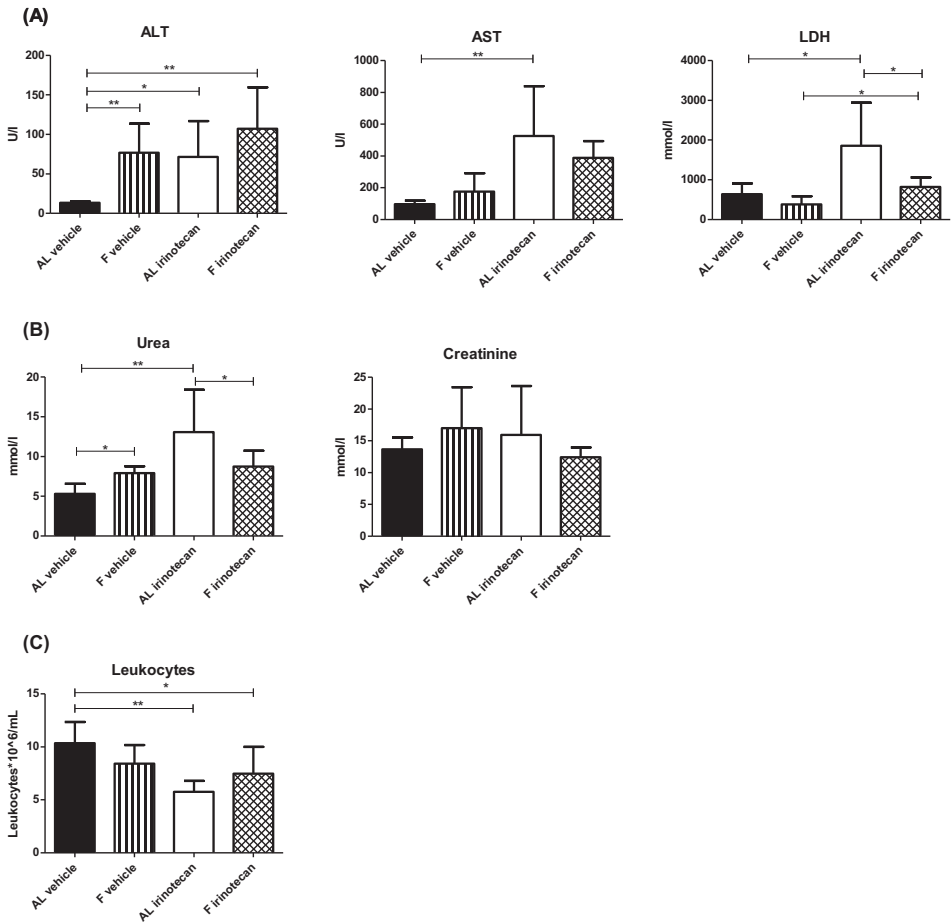 (A)
ALT
AST
LDH
200
150
100
50
0
U/l
**
*
**
AL vehicle
F vehicle
AL irinotecan
F irinotecan
1000
800
600
400
200
0
U/l
**
AL vehicle
F vehicle
AL irinotecan
F irinotecan
4000
3000
2000
1000
0
mmol/l
*
*
*
AL vehicle
F vehicle
AL irinotecan
F irinotecan
(B)
Urea
Creatinine
20
15
10
5
0
mmol/l
**
*
*
AL vehicle
F vehicle
AL irinotecan
F irinotecan
25
20
15
10
5
0
mmol/l
AL vehicle
F vehicle
AL irinotecan
F irinotecan
(C)
Leukocytes
15
10
5
0
Leukocytes*10^6/mL
*
**
AL vehicle
F vehicle
AL irinotecan
F irinotecan